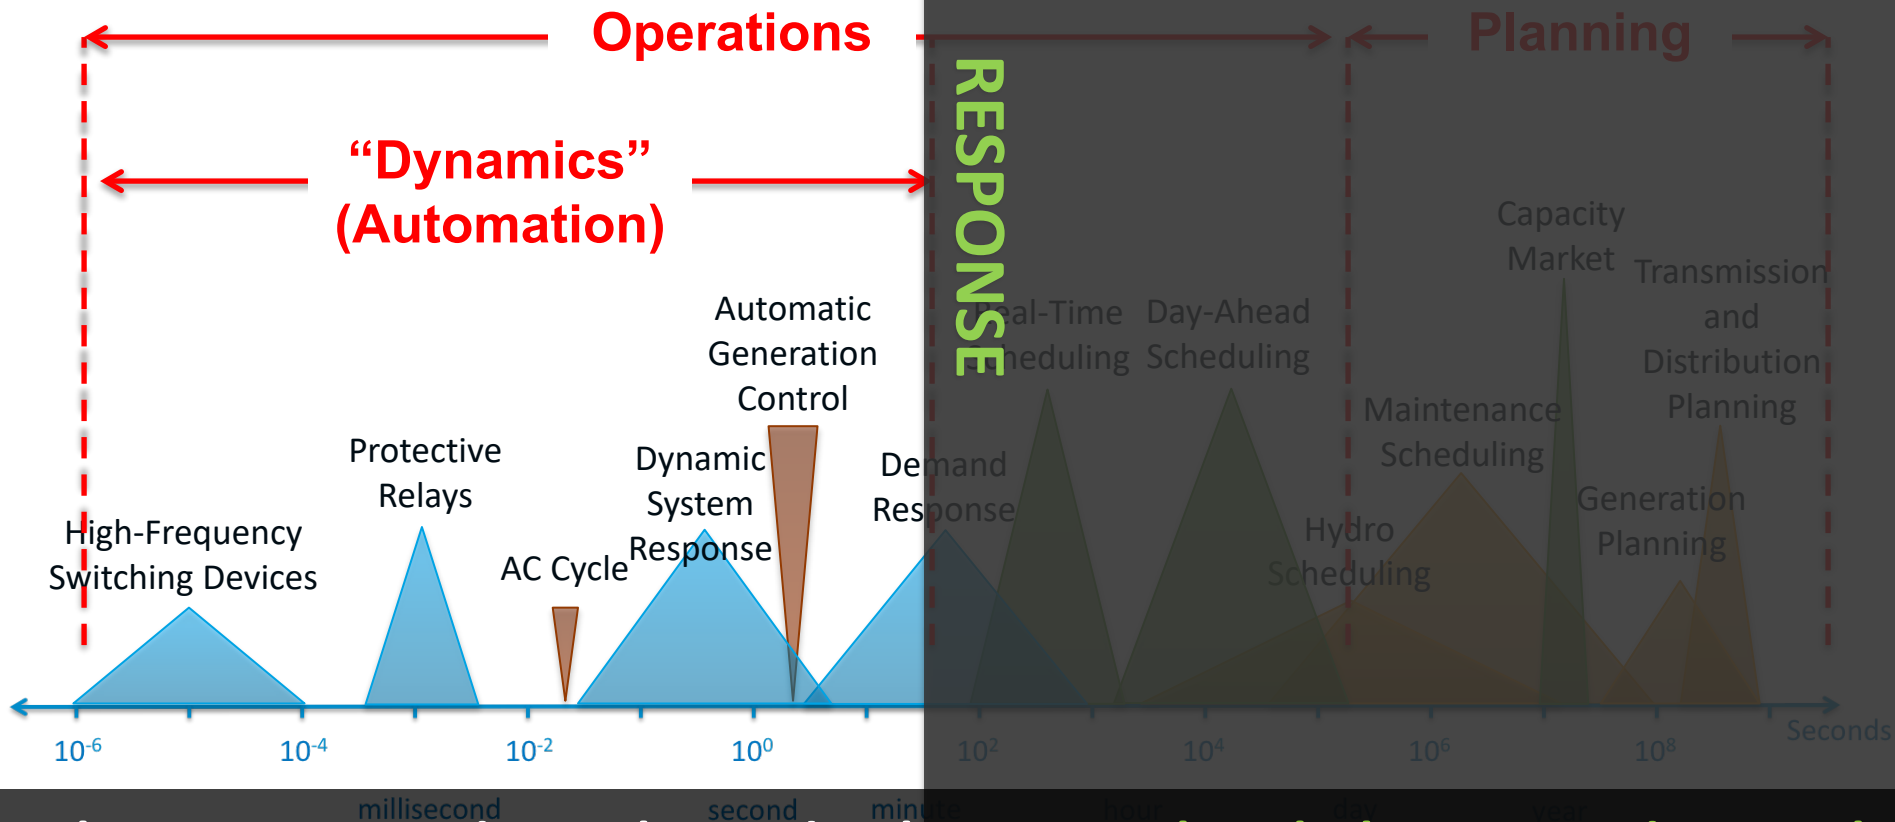 Operations
Planning
RESPONSE
“Dynamics”
(Automation)
Capacity
Market
Transmission
and
Distribution
Planning
Automatic
Generation
Control
Real-Time
Scheduling
Day-Ahead
Scheduling
Maintenance
Scheduling
Protective
Relays
Dynamic
System
Response
Demand
Response
Generation
Planning
High-Frequency
Switching Devices
AC Cycle
Hydro
Scheduling
10⁻⁶ 10⁻⁴ 10⁻² 10⁰ 10² 10⁴ 10⁶ 10⁸ Seconds
millisecond second minute hour day year